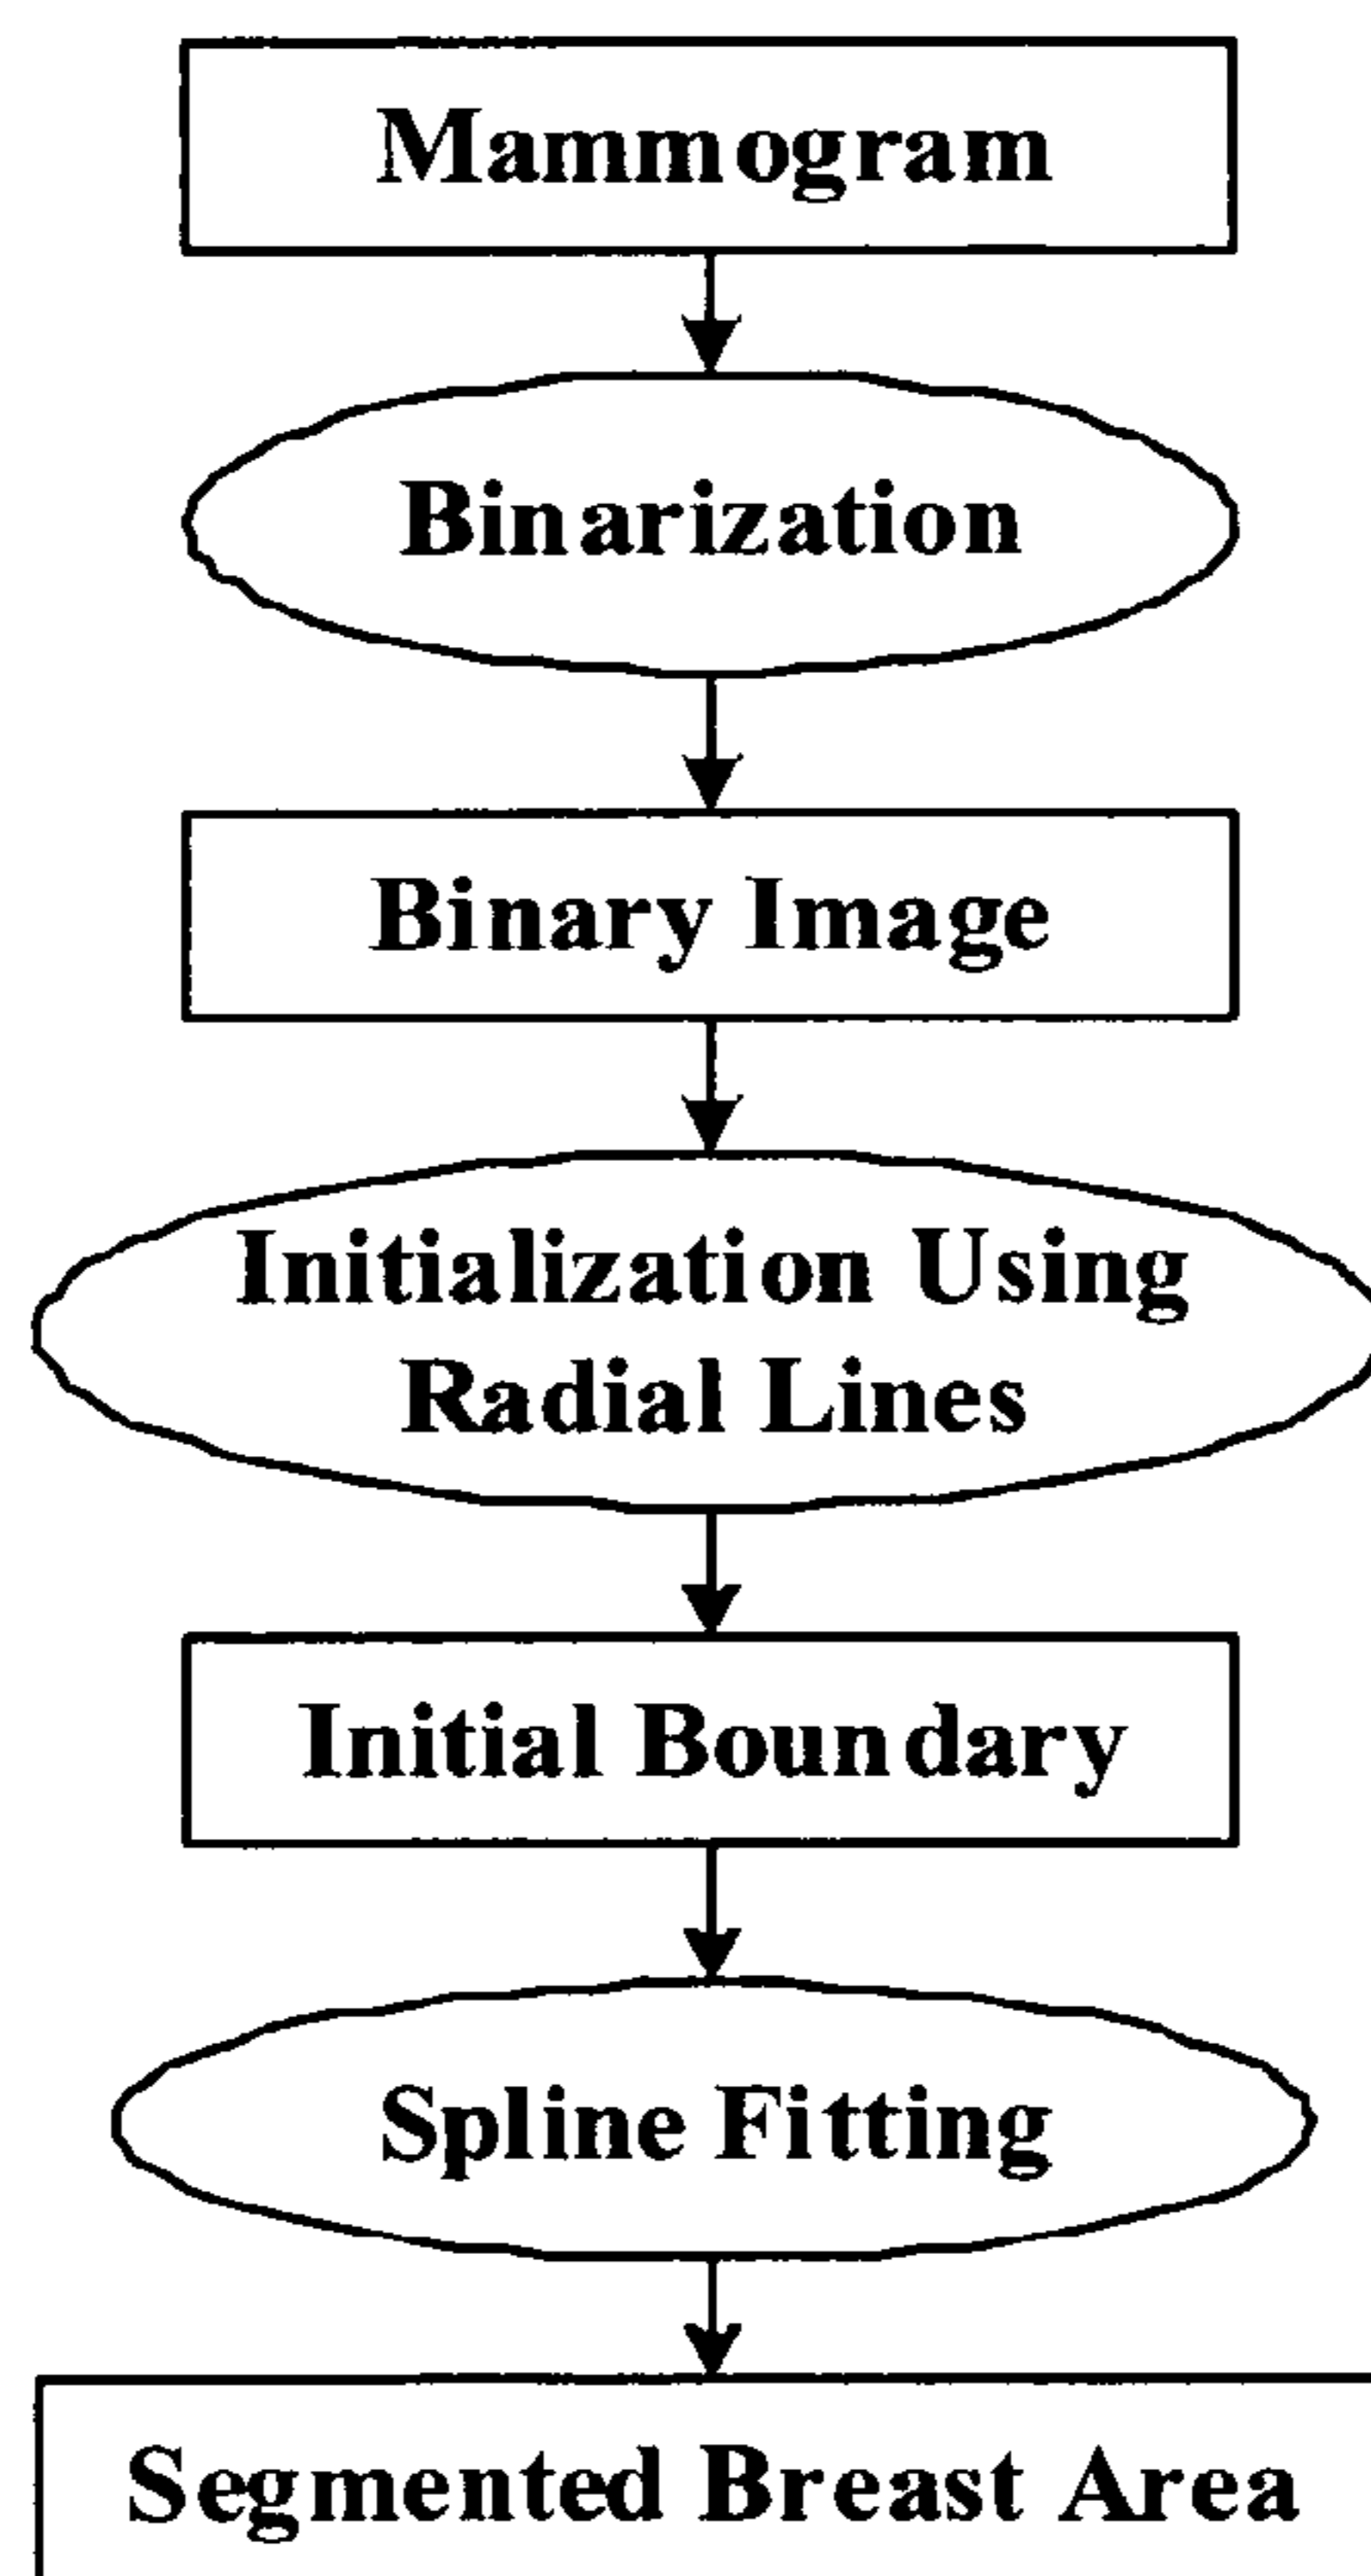 Mammogram
Binarization
Binary Image
Initialization Using
Radial Lines
Initial Boundary
Spline Fitting
Segmented Breast Area